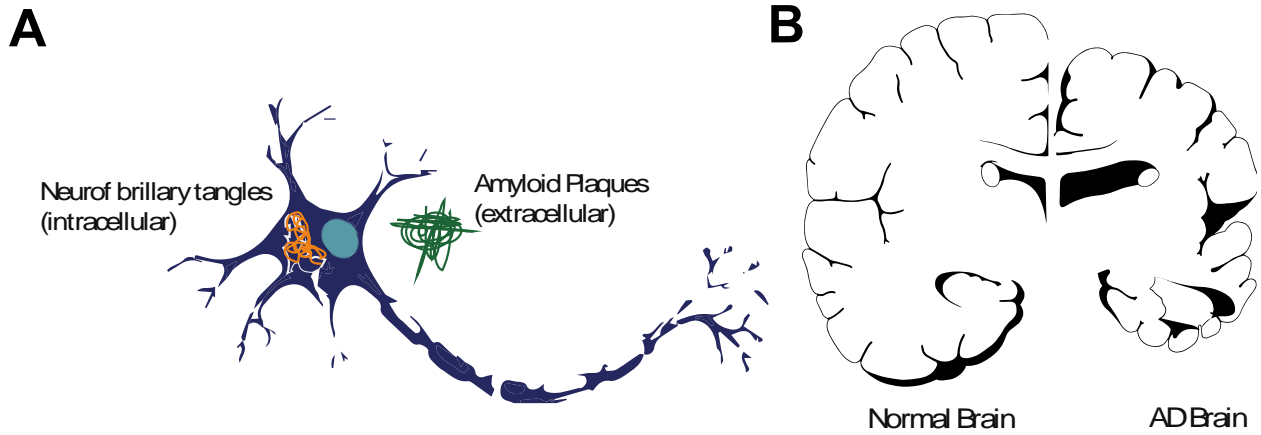 A
B
Neurof brillary tangles
(intracellular)
Amyloid Plaques
(extracellular)
Normal Brain
AD Brain